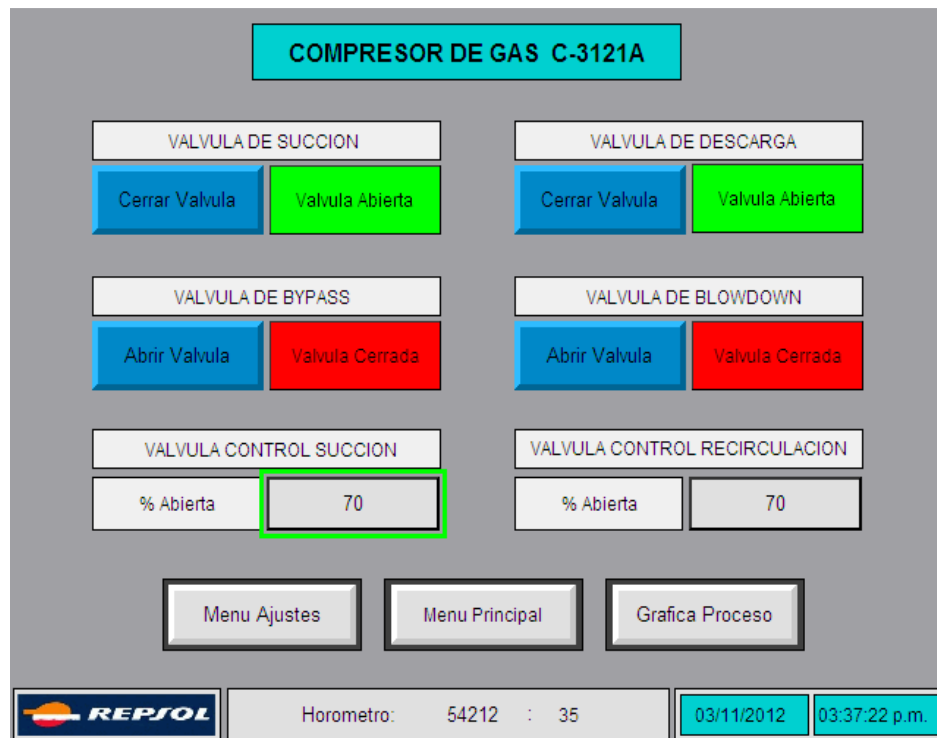 COMPRESOR DE GAS C-3121A
VALVULA DE SUCCION
Cerrar Valvula
Valvula Abierta
VALVULA DE DESCARGA
Cerrar Valvula
Valvula Abierta
VALVULA DE BYPASS
Abrir Valvula
Valvula Cerrada
VALVULA DE BLOWDOWN
Abrir Valvula
Valvula Cerrada
VALVULA CONTROL SUCCION
% Abierta
70
VALVULA CONTROL RECIRCULACION
% Abierta
70
Menu Ajustes
Menu Principal
Grafica Proceso
REPSOL
Horometro: 54212 : 35
03/11/2012
03:37:22 p.m.